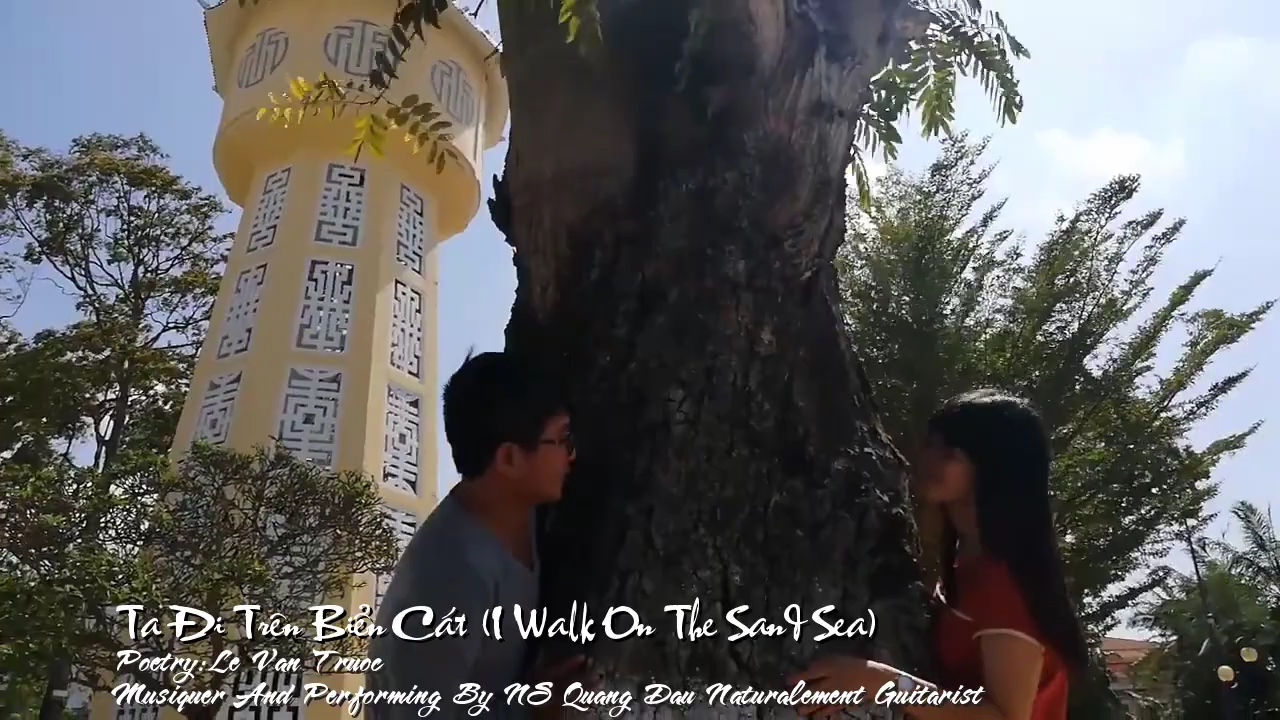 Ta Đi Trên Biển Cát (I Walk On The Sand Sea)
Poetry:Le Van Truoc
Musiquer And Performing By NS Quang Dau Naturalement Guitarist